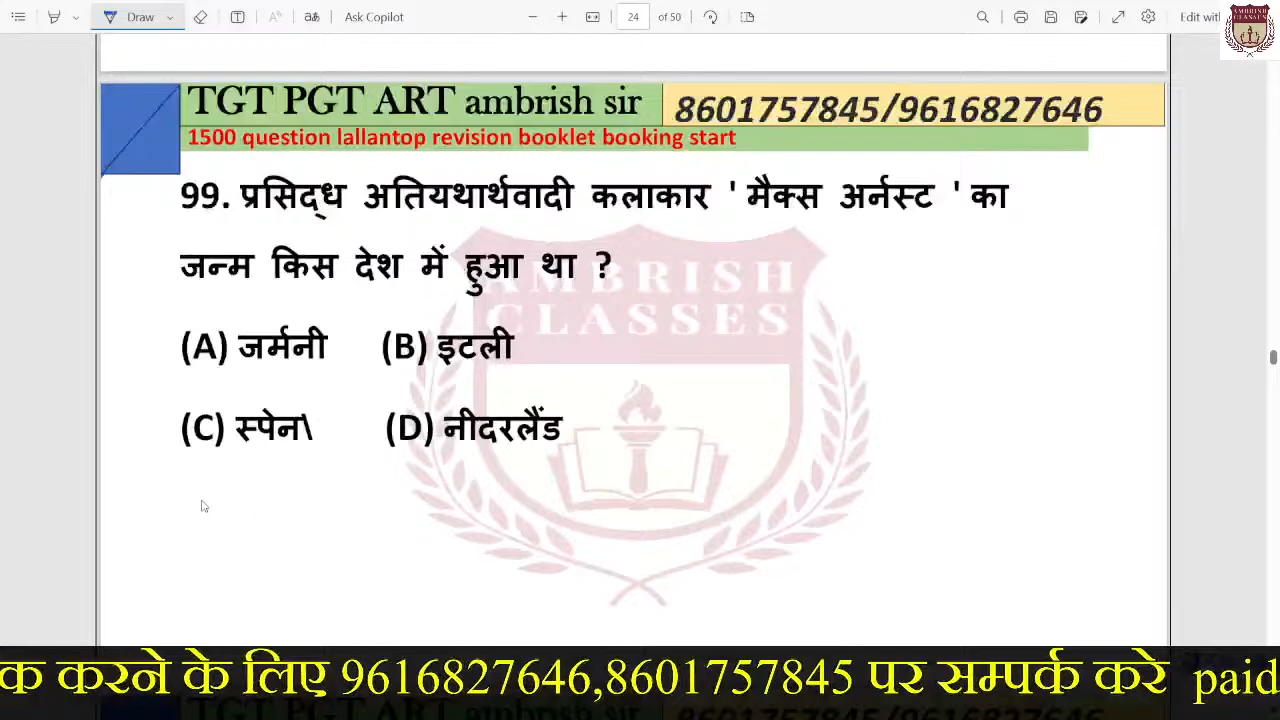 Draw
Ask Copilot
24 of 50
Edit with
AMBRISH CLASSES
TGT PGT ART ambrish sir 8601757845/9616827646
1500 question lallantop revision booklet booking start
99. प्रसिद्ध अतियथार्थवादी कलाकार ' मैक्स अर्नस्ट ' का
जन्म किस देश में हुआ था ?
AMBRISH
CLASSES
(A) जर्मनी (B) इटली
(C) स्पेन\ (D) नीदरलैंड
क करने के लिए 9616827646,8601757845 पर सम्पर्क करे paid